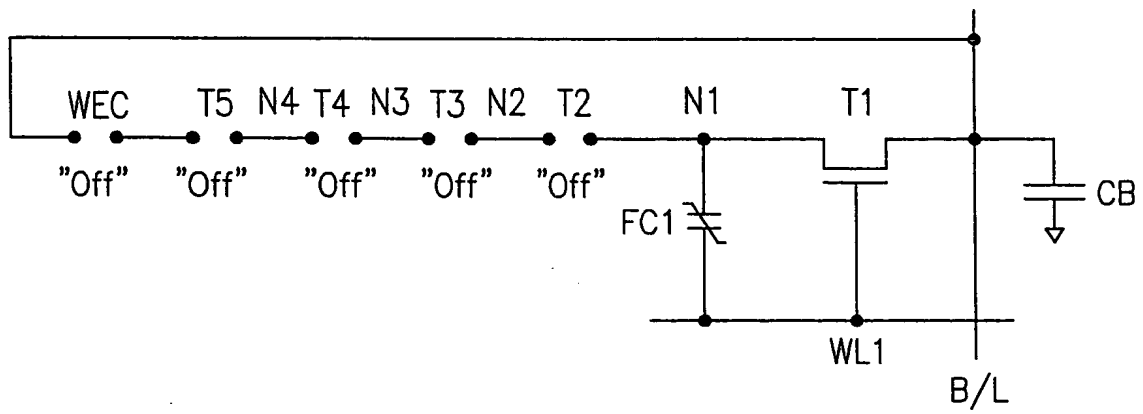 WEC T5 N4 T4 N3 T3 N2 T2 N1 T1
"Off" "Off" "Off" "Off" "Off"
CB
FC1
WL1
B/L